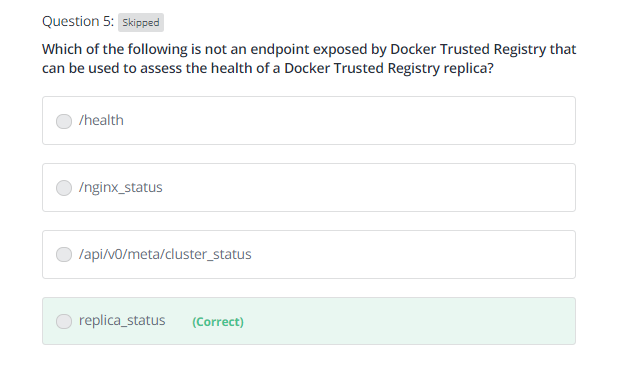 Question 5: Skipped
Which of the following is not an endpoint exposed by Docker Trusted Registry that
can be used to assess the health of a Docker Trusted Registry replica?
/health
/nginx_status
/api/v0/meta/cluster_status
replica_status (Correct)